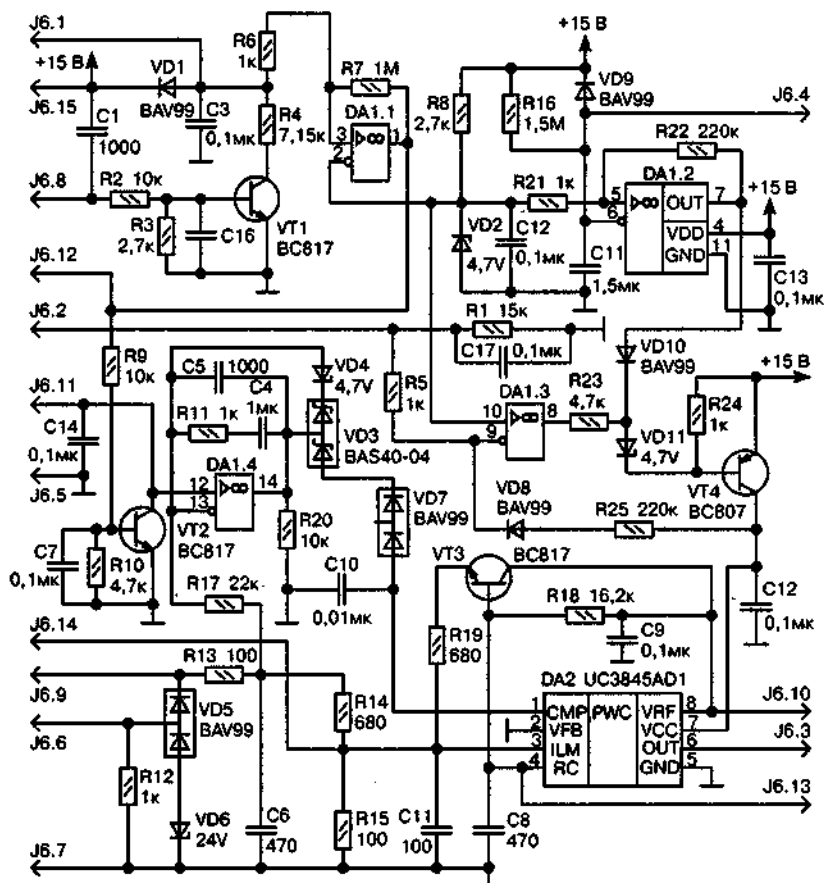 J6.1
+15 В
VD1
BAV99
R6
1к
R7 1М
DA1.1
+15 В
VD9
BAV99
J6.15
C1
1000
C3
0,1мк
R4
7,15к
3
2
1
R8
2,7к
R16
1,5М
J6.4
R22 220к
DA1.2
J6.8
R2 10к
R3
2,7к
C16
VT1
BC817
R21 1к
5
6
OUT
7
+15 В
VD2
4,7V
C12
0,1мк
C11
1,5мк
VDD
4
GND
11
C13
0,1мк
J6.12
J6.2
R1 15к
C17
0,1мк
R9
10к
C5
1000
C4
1мк
VD4
4,7V
R5
1к
DA1.3
VD10
BAV99
+15 В
J6.11
R11 1к
VD3
BAS40-04
10
9
8
R23
4,7к
R24
1к
C14
0,1мк
DA1.4
12
13
14
VD11
4,7V
VT4
BC807
J6.5
VT2
BC817
VD7
BAV99
VD8
BAV99
R25 220к
C7
0,1мк
R10
4,7к
R20
10к
C10
0,01мк
VT3
BC817
R17 22к
R18 16,2к
C9
0,1мк
C12
0,1мк
J6.14
R19
680
R13 100
DA2 UC3845AD1
J6.9
VD5
BAV99
R14
680
1
CMP
PWC
VRF
8
J6.10
2
VFB
VCC
7
J6.6
3
ILM
OUT
6
J6.3
4
RC
GND
5
R12
1к
VD6
24V
C6
470
R15
100
C11
100
C8
470
J6.13
J6.7